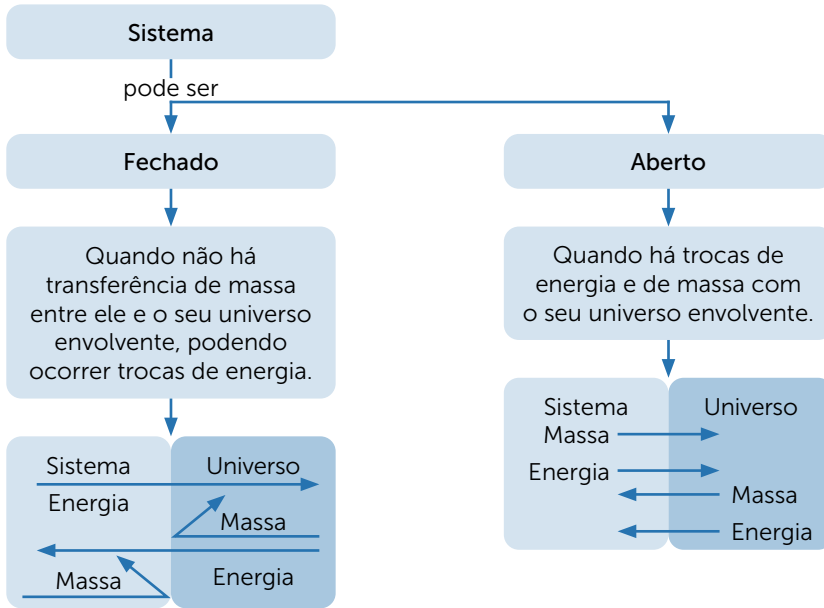 Sistema
pode ser
Fechado
Quando não há
transferência de massa
entre ele e o seu universo
envolvente, podendo
ocorrer trocas de energia.
Sistema
Universo
Energia
Massa
Massa
Energia
Aberto
Quando há trocas de
energia e de massa com
o seu universo envolvente.
Sistema
Universo
Massa
Energia
Massa
Energia